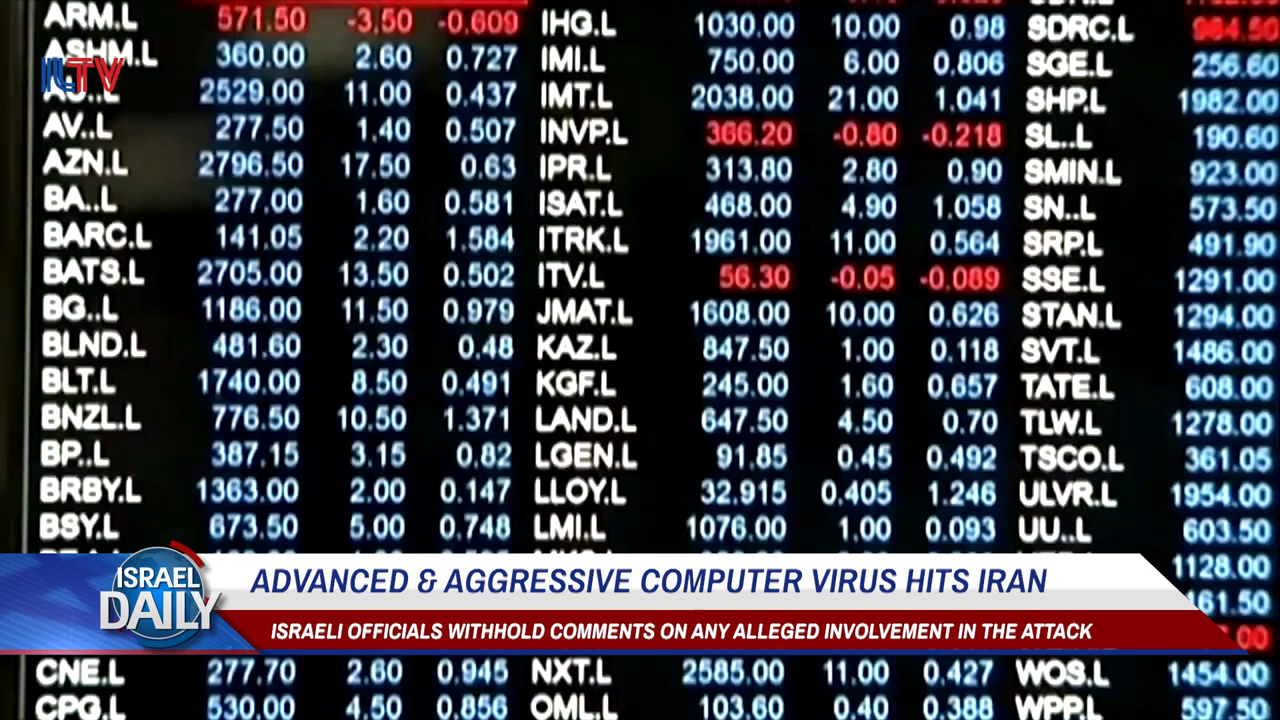 ARM.L 571.50 -3.50 -0.609 IHG.L 1030.00 10.00 0.98 SDRC.L 984.50
ASHM.L 360.00 2.60 0.727 IMI.L 750.00 6.00 0.806 SGE.L 256.60
ILTV
2529.00 11.00 0.437 IMT.L 2038.00 21.00 1.041 SHP.L 1982.00
AV..L 277.50 1.40 0.507 INVP.L 366.20 -0.80 -0.218 SL..L 190.60
AZN.L 2796.50 17.50 0.63 IPR.L 313.80 2.80 0.90 SMIN.L 923.00
BA..L 277.00 1.60 0.581 ISAT.L 468.00 4.90 1.058 SN..L 573.50
BARC.L 141.05 2.20 1.584 ITRK.L 1961.00 11.00 0.564 SRP.L 491.90
BATS.L 2705.00 13.50 0.502 ITV.L 56.30 -0.05 -0.089 SSE.L 1291.00
BG..L 1186.00 11.50 0.979 JMAT.L 1608.00 10.00 0.626 STAN.L 1294.00
BLND.L 481.60 2.30 0.48 KAZ.L 847.50 1.00 0.118 SVT.L 1486.00
BLT.L 1740.00 8.50 0.491 KGF.L 245.00 1.60 0.657 TATE.L 608.00
BNZL.L 776.50 10.50 1.371 LAND.L 647.50 4.50 0.70 TLW.L 1278.00
BP..L 387.15 3.15 0.82 LGEN.L 91.85 0.45 0.492 TSCO.L 361.05
BRBY.L 1363.00 2.00 0.147 LLOY.L 32.915 0.405 1.246 ULVR.L 1954.00
BSY.L 673.50 5.00 0.748 LMI.L 1076.00 1.00 0.093 UU..L 603.50
1128.00
ISRAEL DAILY
ADVANCED & AGGRESSIVE COMPUTER VIRUS HITS IRAN
ISRAELI OFFICIALS WITHHOLD COMMENTS ON ANY ALLEGED INVOLVEMENT IN THE ATTACK
CNE.L 277.70 2.60 0.945 NXT.L 2585.00 11.00 0.427 WOS.L 1454.00
CPG.L 530.00 4.50 0.856 OML.L 103.60 0.40 0.388 WPP.L 597.50